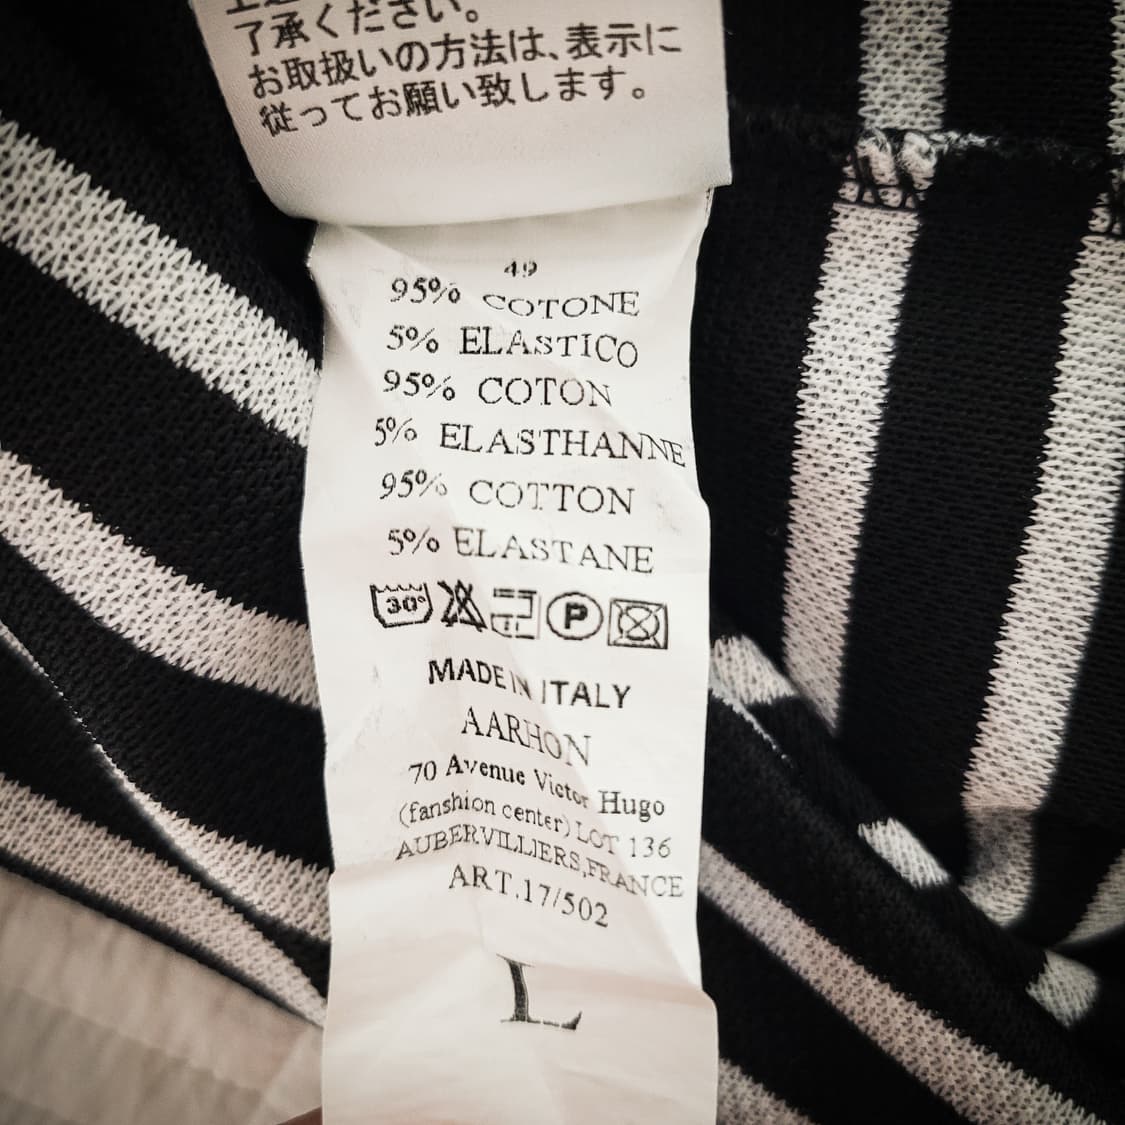 了承ください。
お取扱いの方法は、表示に
従ってお願い致します。
49
95% COTONE
5% ELASTICO
95% COTON
5% ELASTHANNE
95% COTTON
5% ELASTANE
30° P
MADE IN ITALY
AARHON
70 Avenue Victor Hugo
(fanshion center) LOT 136
AUBERVILLIERS,FRANCE
ART.17/502
L